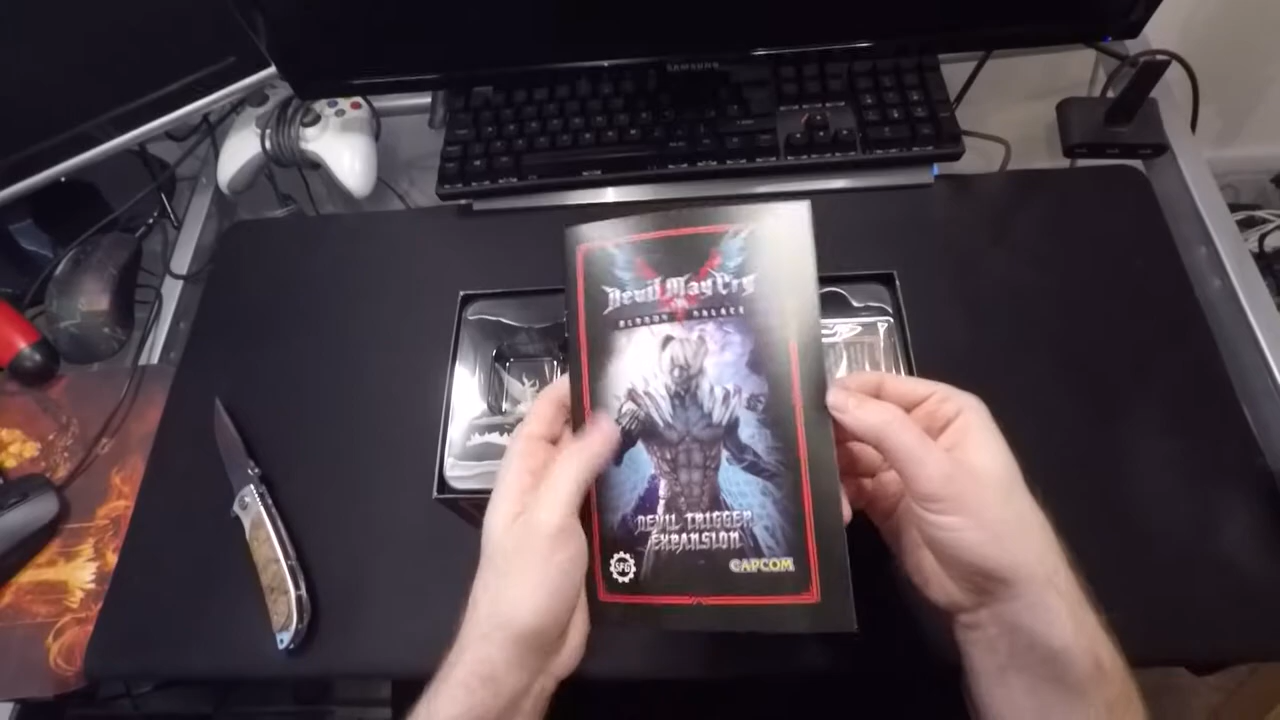 SAMSUNG
Devil May Cry
BLOODY PALACE
DEVIL TRIGGER
EXPANSION
SFG
CAPCOM